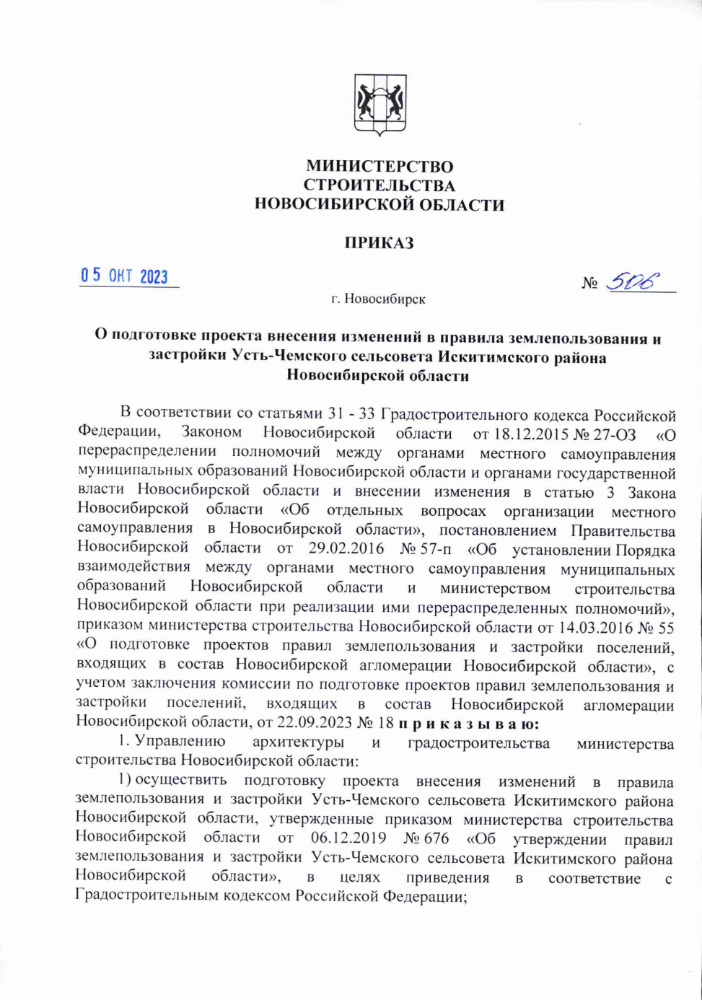 МИНИСТЕРСТВО
СТРОИТЕЛЬСТВА
НОВОСИБИРСКОЙ ОБЛАСТИ
ПРИКАЗ
05 ОКТ 2023
№ 506
г. Новосибирск
О подготовке проекта внесения изменений в правила землепользования и
застройки Усть-Чемского сельсовета Искитимского района
Новосибирской области
В соответствии со статьями 31 - 33 Градостроительного кодекса Российской
Федерации, Законом Новосибирской области от 18.12.2015 № 27-ОЗ «О
перераспределении полномочий между органами местного самоуправления
муниципальных образований Новосибирской области и органами государственной
власти Новосибирской области и внесении изменения в статью 3 Закона
Новосибирской области «Об отдельных вопросах организации местного
самоуправления в Новосибирской области», постановлением Правительства
Новосибирской области от 29.02.2016 № 57-п «Об установлении Порядка
взаимодействия между органами местного самоуправления муниципальных
образований Новосибирской области и министерством строительства
Новосибирской области при реализации ими перераспределенных полномочий»,
приказом министерства строительства Новосибирской области от 14.03.2016 № 55
«О подготовке проектов правил землепользования и застройки поселений,
входящих в состав Новосибирской агломерации Новосибирской области», с
учетом заключения комиссии по подготовке проектов правил землепользования и
застройки поселений, входящих в состав Новосибирской агломерации
Новосибирской области, от 22.09.2023 № 18 п р и к а з ы в а ю:
1. Управлению архитектуры и градостроительства министерства
строительства Новосибирской области:
1) осуществить подготовку проекта внесения изменений в правила
землепользования и застройки Усть-Чемского сельсовета Искитимского района
Новосибирской области, утвержденные приказом министерства строительства
Новосибирской области от 06.12.2019 № 676 «Об утверждении правил
землепользования и застройки Усть-Чемского сельсовета Искитимского района
Новосибирской области», в целях приведения в соответствие с
Градостроительным кодексом Российской Федерации;